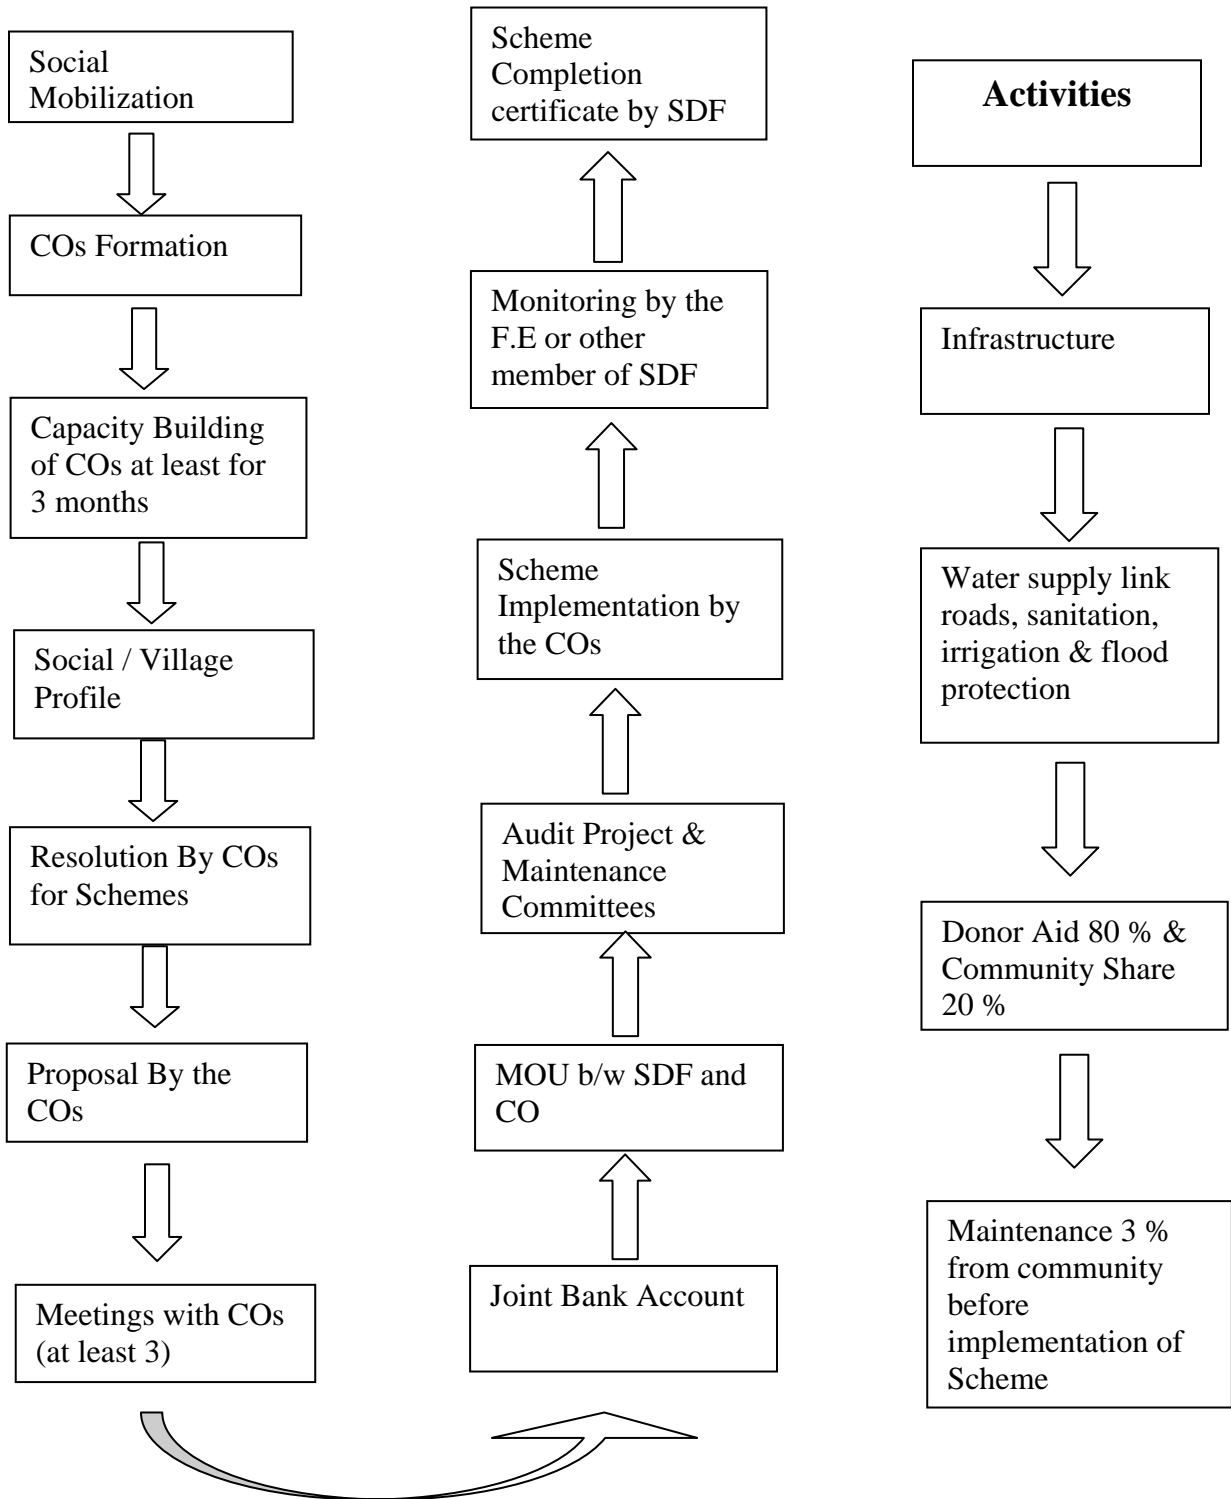 Social
Mobilization
COs Formation
Capacity Building
of COs at least for
3 months
Social / Village
Profile
Resolution By COs
for Schemes
Proposal By the
COs
Meetings with COs
(at least 3)
Scheme
Completion
certificate by SDF
Monitoring by the
F.E or other
member of SDF
Scheme
Implementation by
the COs
Audit Project &
Maintenance
Committees
MOU b/w SDF and
CO
Joint Bank Account
Activities
Infrastructure
Water supply link
roads, sanitation,
irrigation & flood
protection
Donor Aid 80 % &
Community Share
20 %
Maintenance 3 %
from community
before
implementation of
Scheme